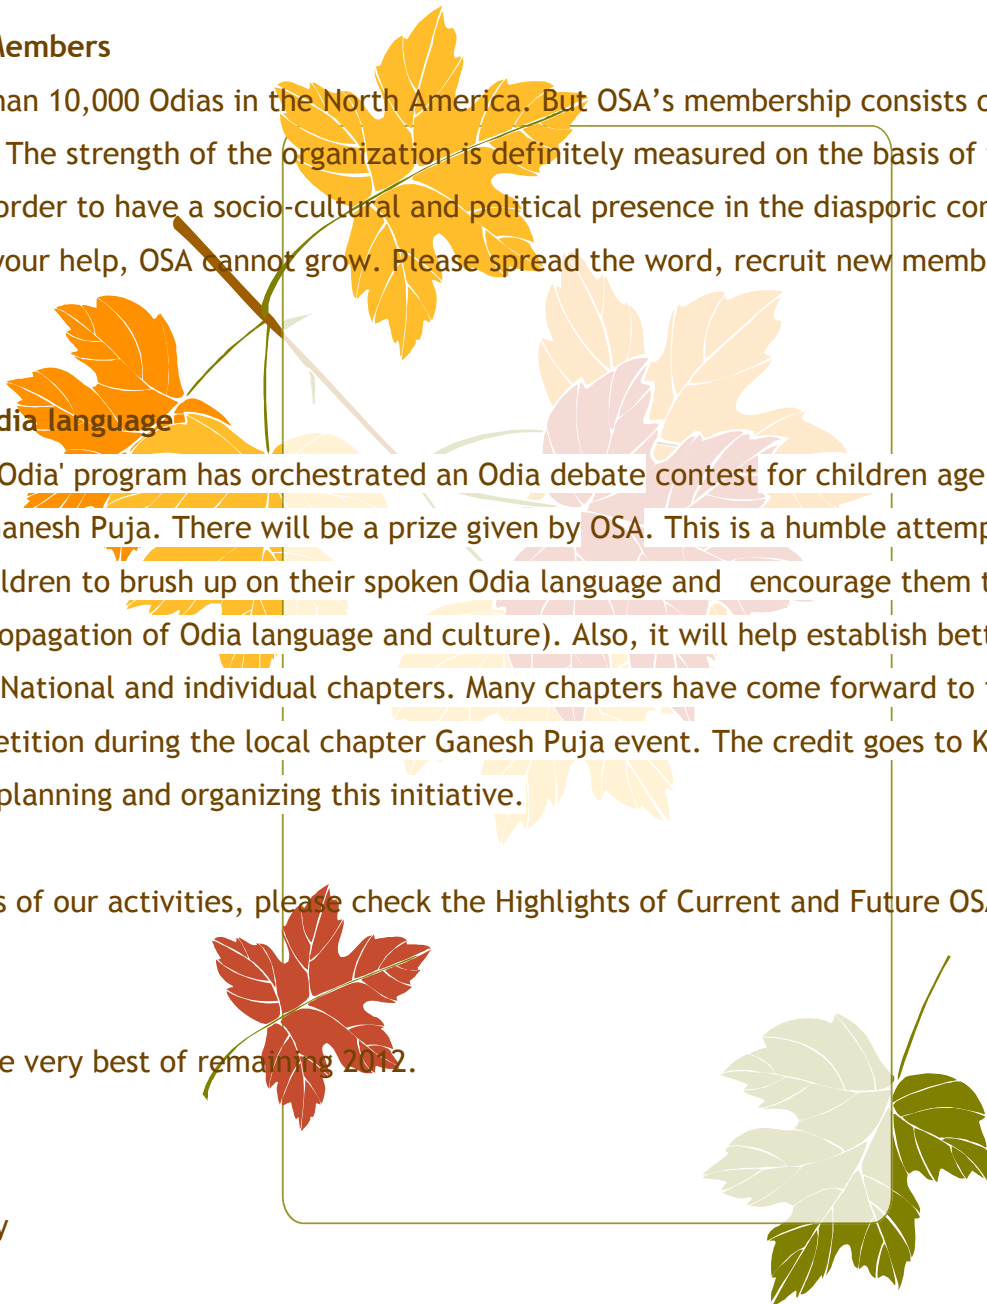 Members
han 10,000 Odias in the North America. But OSA’s membership consists o
The strength of the organization is definitely measured on the basis of
order to have a socio-cultural and political presence in the diasporic con
your help, OSA cannot grow. Please spread the word, recruit new memb
dia language
Odia' program has orchestrated an Odia debate contest for children age
Ganesh Puja. There will be a prize given by OSA. This is a humble attemp
ldren to brush up on their spoken Odia language and encourage them t
opagation of Odia language and culture). Also, it will help establish bett
National and individual chapters. Many chapters have come forward to
etition during the local chapter Ganesh Puja event. The credit goes to K
planning and organizing this initiative.
s of our activities, please check the Highlights of Current and Future OSA
e very best of remaining 2012.
y